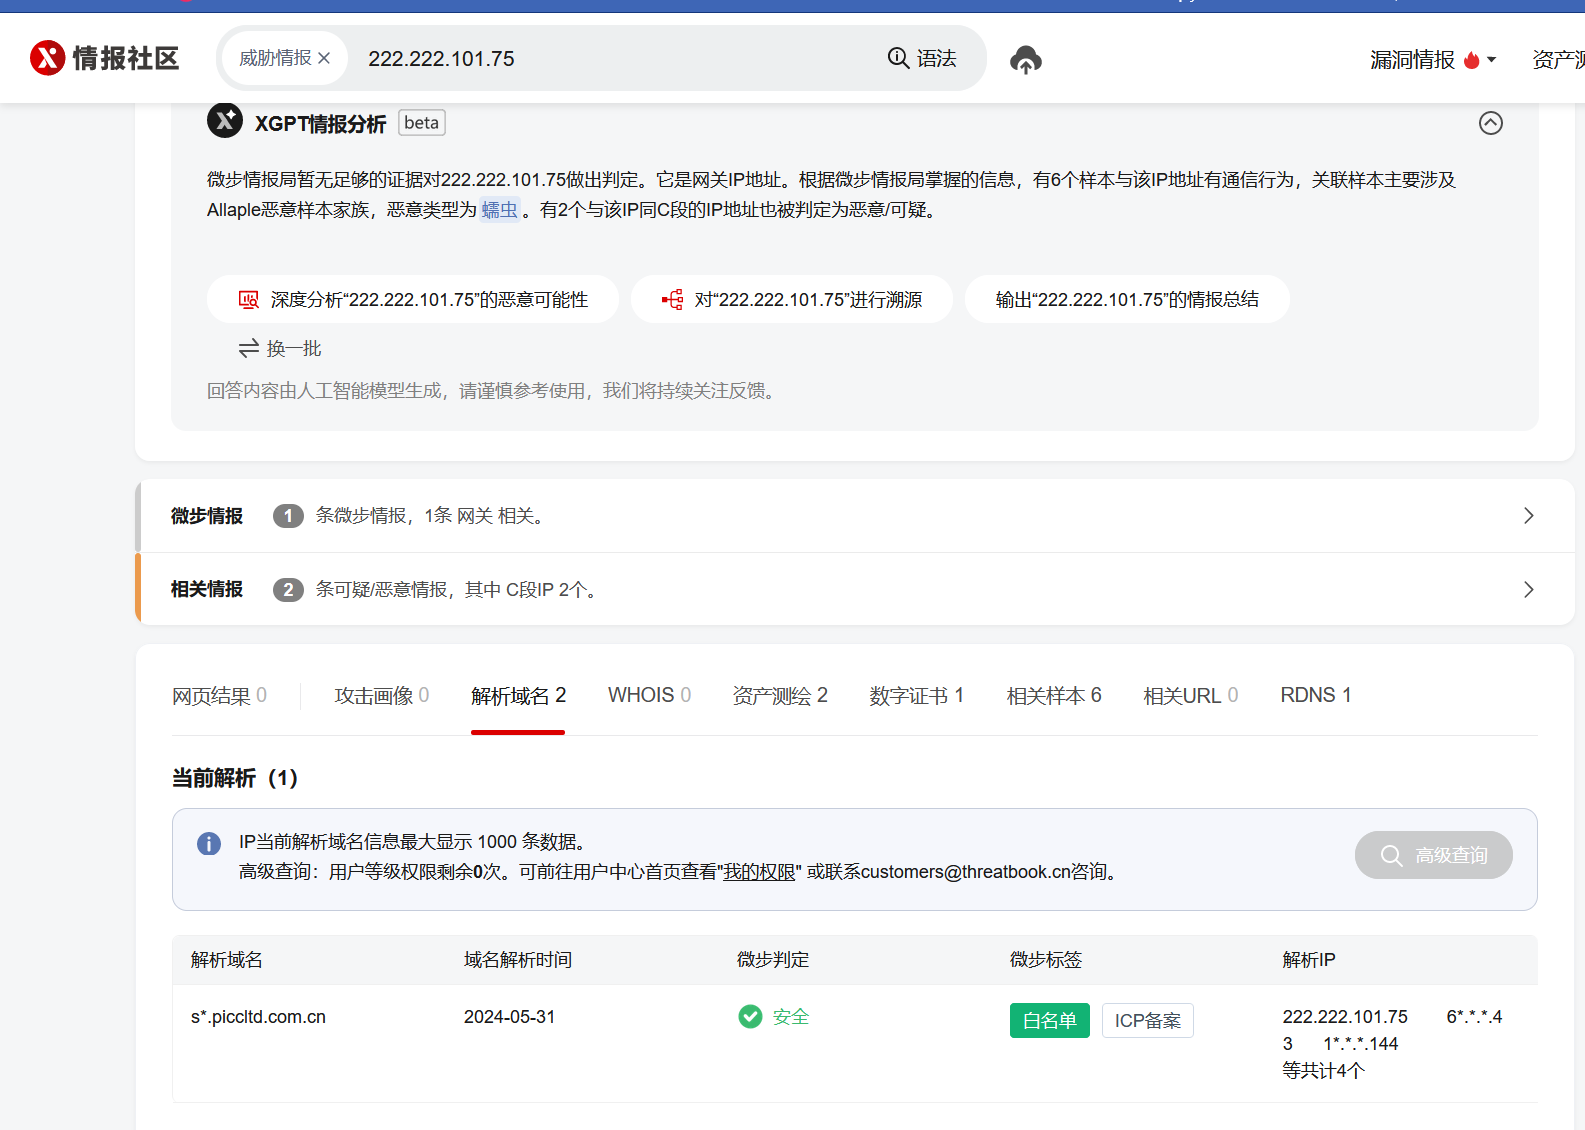 情报社区
威胁情报 × 222.222.101.75 语法
漏洞情报
XGPT情报分析 beta
微步情报局暂无足够的证据对222.222.101.75做出判定。它是网关IP地址。根据微步情报局掌握的信息，有6个样本与该IP地址有通信行为，关联样本主要涉及
Allaple恶意样本家族，恶意类型为 蠕虫 。有2个与该IP同C段的IP地址也被判定为恶意/可疑。
深度分析“222.222.101.75”的恶意可能性 对“222.222.101.75”进行溯源 输出“222.222.101.75”的情报总结
换一批
回答内容由人工智能模型生成，请谨慎参考使用，我们将持续关注反馈。
微步情报 1 条微步情报，1条 网关 相关。
相关情报 2 条可疑/恶意情报，其中 C段IP 2个。
网页结果 0 攻击画像 0 解析域名 2 WHOIS 0 资产测绘 2 数字证书 1 相关样本 6 相关URL 0 RDNS 1
当前解析（1）
IP当前解析域名信息最大显示 1000 条数据。
高级查询：用户等级权限剩余0次。可前往用户中心首页查看"我的权限" 或联系customers@threatbook.cn咨询。
高级查询
解析域名 域名解析时间 微步判定 微步标签 解析IP
s*.piccltd.com.cn 2024-05-31 安全 白名单 ICP备案 222.222.101.75 6*.*.*.4
3 1*.*.*.144
等共计4个